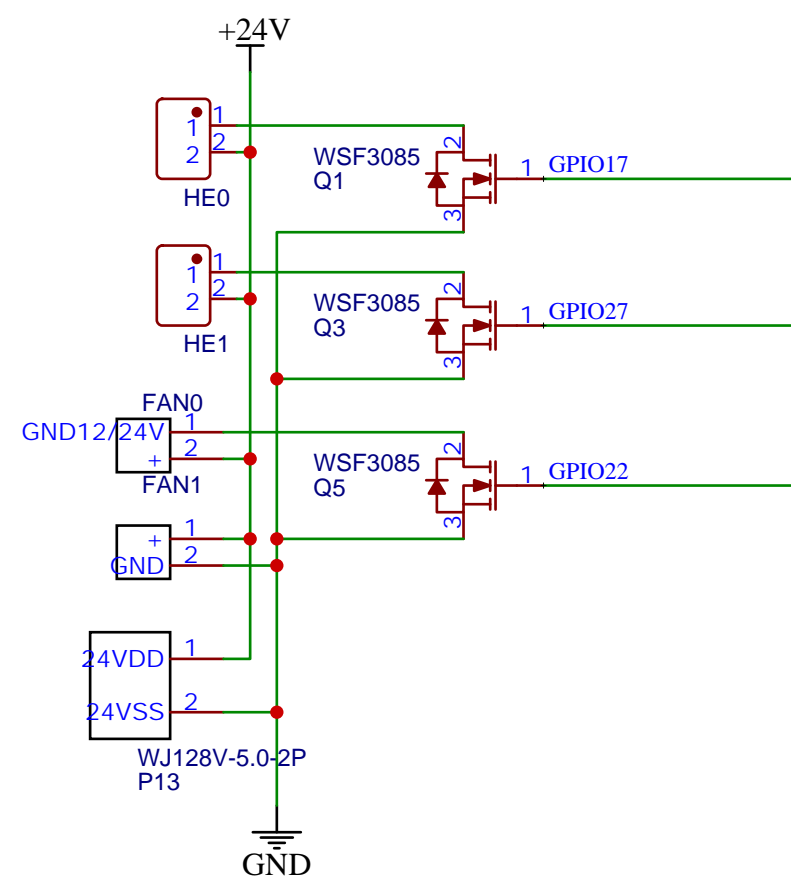 +24V
1
1
2
2
HE0
WSF3085
Q1
2
3
1
GPIO17
1
1
2
2
HE1
WSF3085
Q3
2
3
1
GPIO27
FAN0
GND12/24V
1
+
2
FAN1
WSF3085
Q5
2
3
1
GPIO22
+
1
GND
2
24VDD
1
24VSS
2
WJ128V-5.0-2P
P13
GND